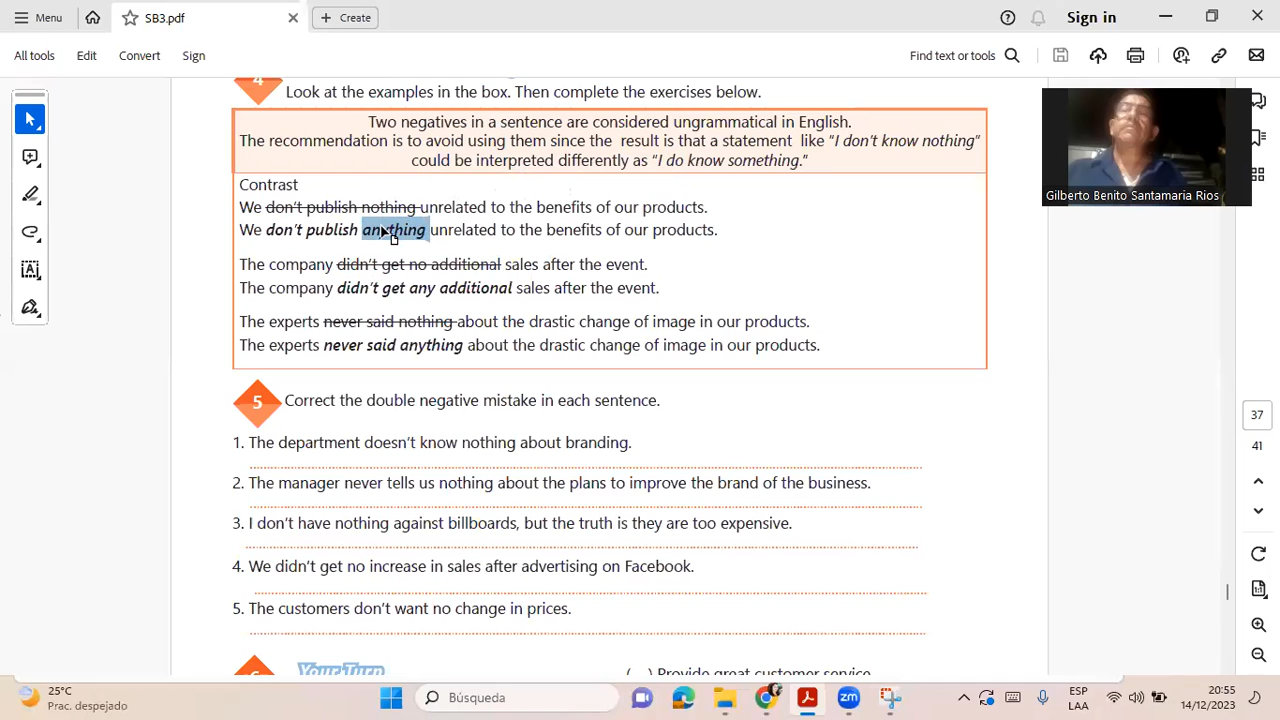 Menu
SB3.pdf
Create
Sign in
All tools
Edit
Convert
Sign
Find text or tools
4
Look at the examples in the box. Then complete the exercises below.
Two negatives in a sentence are considered ungrammatical in English.
The recommendation is to avoid using them since the result is that a statement like "I don't know nothing"
could be interpreted differently as "I do know something."
Contrast
We don't publish nothing unrelated to the benefits of our products.
We don't publish anything unrelated to the benefits of our products.
The company didn't get no additional sales after the event.
The company didn't get any additional sales after the event.
The experts never said nothing about the drastic change of image in our products.
The experts never said anything about the drastic change of image in our products.
5
Correct the double negative mistake in each sentence.
1. The department doesn't know nothing about branding.
2. The manager never tells us nothing about the plans to improve the brand of the business.
3. I don't have nothing against billboards, but the truth is they are too expensive.
4. We didn't get no increase in sales after advertising on Facebook.
5. The customers don't want no change in prices.
6
Your Turn
( ) Provide great customer service
Gilberto Benito Santamaria Rios
37
41
25°C
Prac. despejado
Búsqueda
zm
ESP
LAA
20:55
14/12/2023